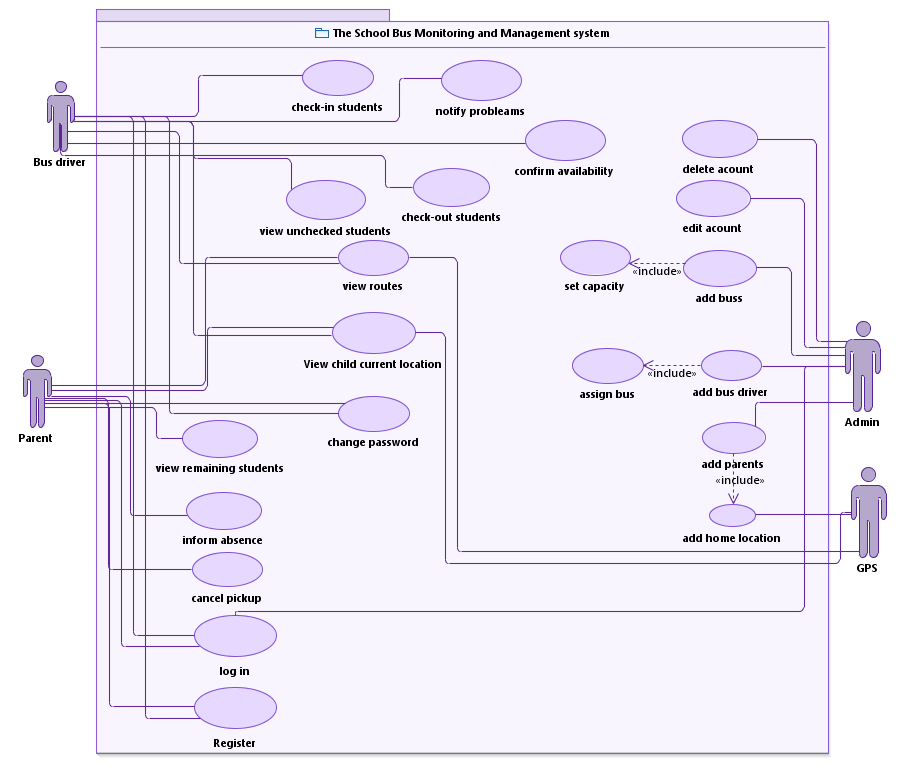 The School Bus Monitoring and Management system
check-in students
notify probleams
Bus driver
confirm availability
delete acount
view unchecked students
check-out students
edit acount
view routes
set capacity
«include»
add buss
View child current location
assign bus
«include»
add bus driver
Parent
change password
Admin
view remaining students
add parents
«include»
inform absence
add home location
GPS
cancel pickup
log in
Register